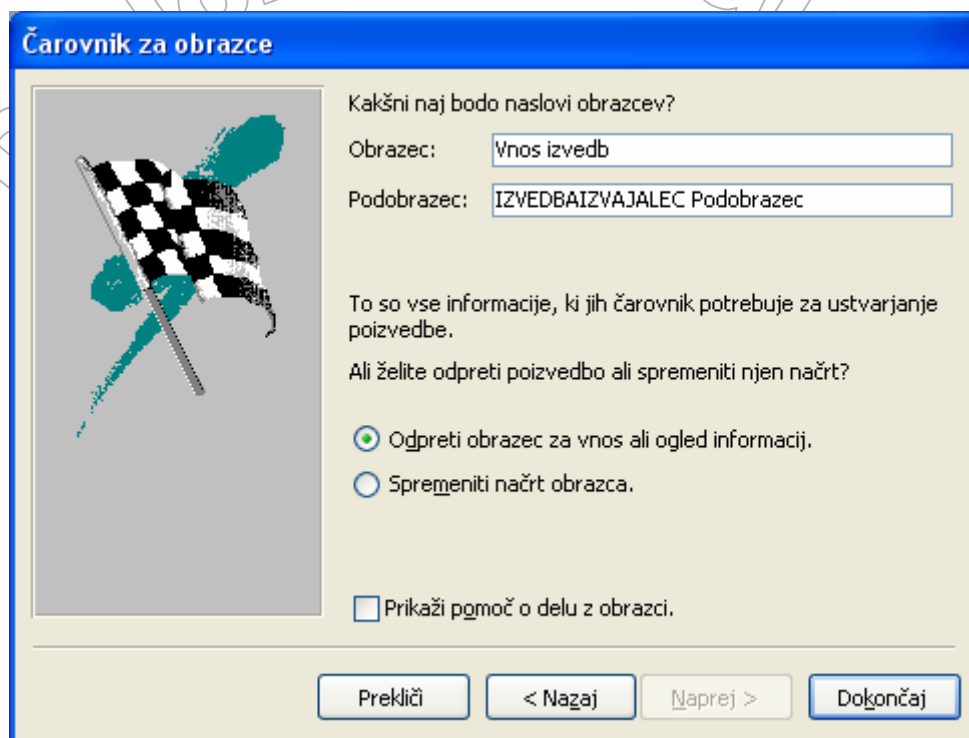 Čarovnik za obrazce
Kakšni naj bodo naslovi obrazcev?
Obrazec: Vnos izvedb
Podobrazec: IZVEDBAIZVAJALEC Podobrazec
To so vse informacije, ki jih čarovnik potrebuje za ustvarjanje
poizvedbe.
Ali želite odpreti poizvedbo ali spremeniti njen načrt?
Odpreti obrazec za vnos ali ogled informacij.
Spremeniti načrt obrazca.
Prikaži pomoč o delu z obrazci.
Prekliči < Nazaj Naprej > Dokončaj